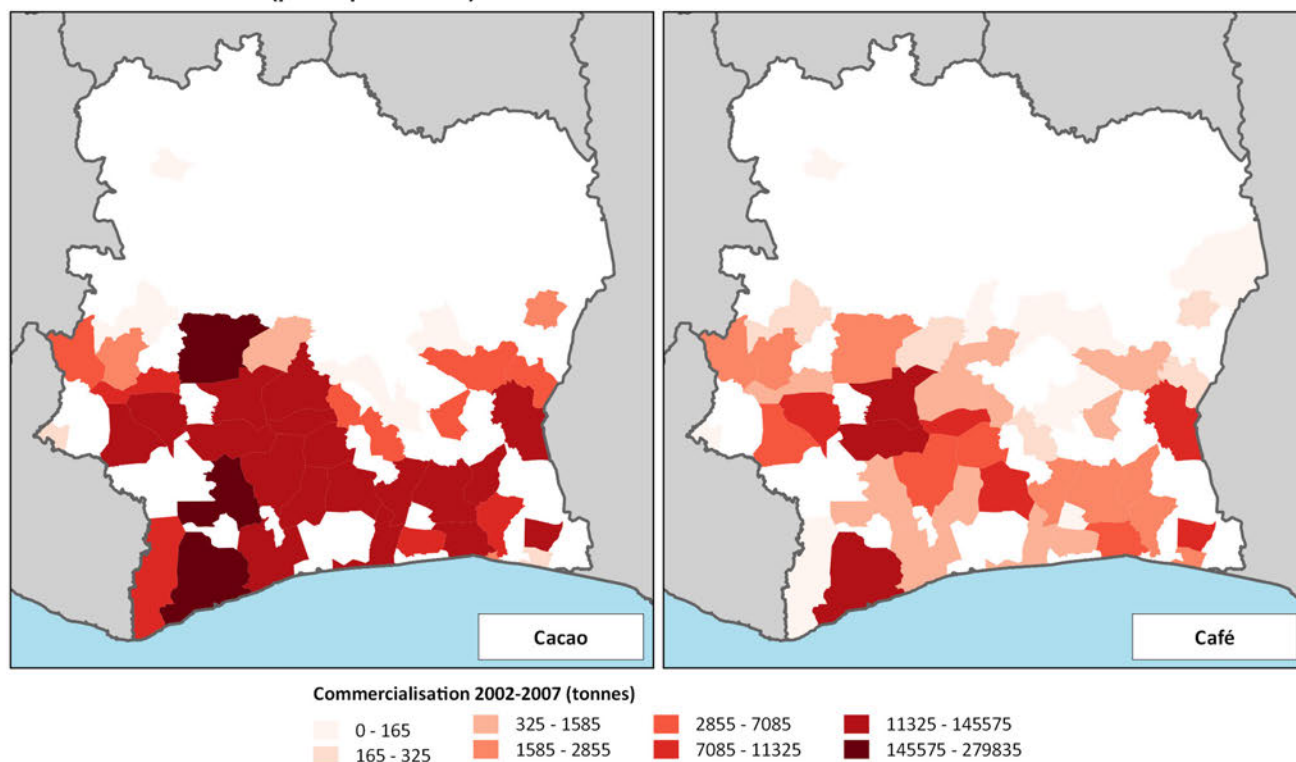 Cacao
Café
Commercialisation 2002-2007 (tonnes)
0 - 165
165 - 325
325 - 1585
1585 - 2855
2855 - 7085
7085 - 11325
11325 - 145575
145575 - 279835